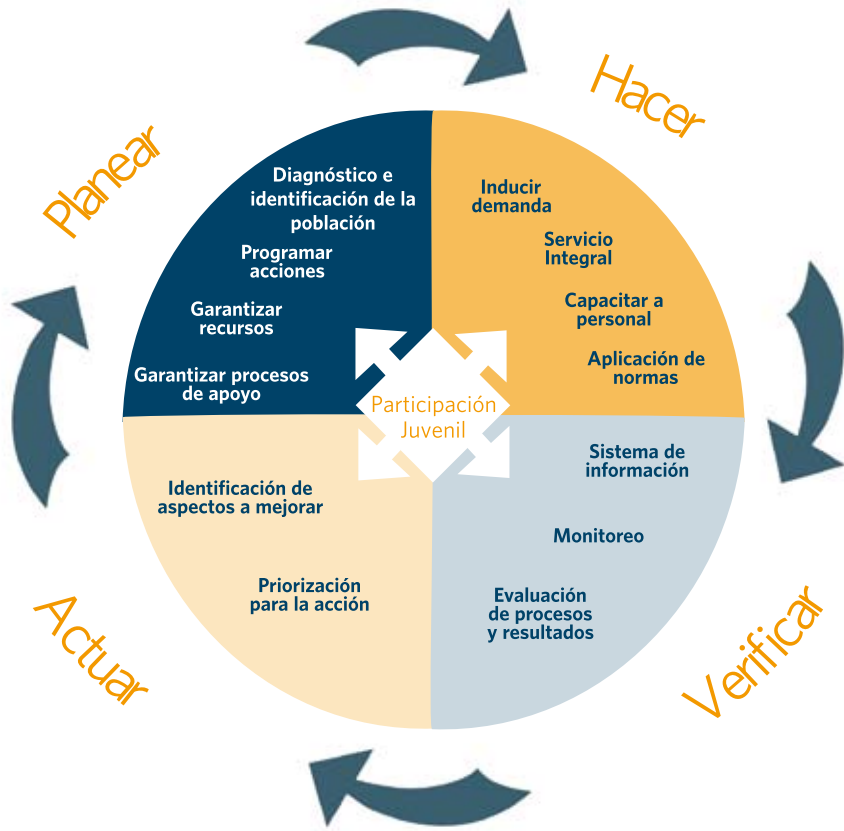 Planear
Diagnóstico e
identificación de la
población
Programar
acciones
Garantizar
recursos
Garantizar procesos
de apoyo
Hacer
Inducir
demanda
Servicio
Integral
Capacitar a
personal
Aplicación de
normas
Participación
Juvenil
Verificar
Sistema de
información
Monitoreo
Evaluación
de procesos
y resultados
Actuar
Identificación de
aspectos a mejorar
Priorización
para la acción